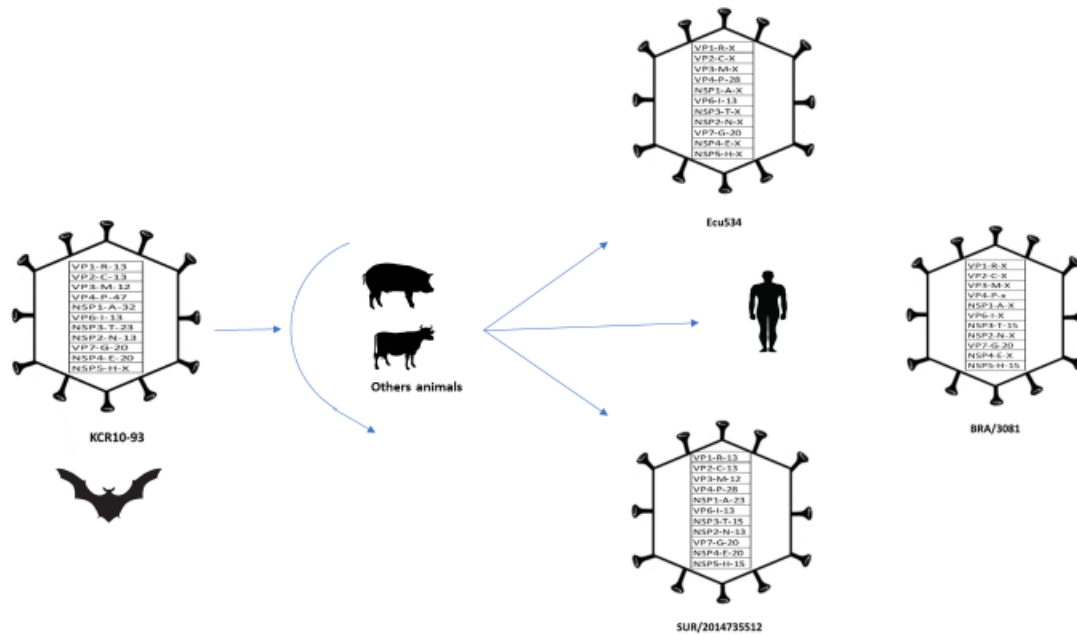 VP1-R-X
VP2-C-X
VP3-M-X
VP4-P-28
NSP1-A-X
VP6-I-13
NSP3-T-X
NSP2-N-X
VP7-G-20
NSP4-E-X
NSP5-H-X
Ecu534
VP1-R-13
VP2-C-13
VP3-M-12
VP4-P-47
NSP1-A-32
VP6-I-13
NSP3-T-23
NSP2-N-13
VP7-G-20
NSP4-E-20
NSP5-H-X
KCR10-93
Others animals
VP1-R-X
VP2-C-X
VP3-M-X
VP4-P-x
NSP1-A-X
VP6-I-X
NSP3-T-15
NSP2-N-X
VP7-G-20
NSP4-E-X
NSP5-H-15
BRA/3081
VP1-R-13
VP2-C-13
VP3-M-12
VP4-P-28
NSP1-A-23
VP6-I-13
NSP3-T-15
NSP2-N-13
VP7-G-20
NSP4-E-20
NSP5-H-15
SUR/2014735512